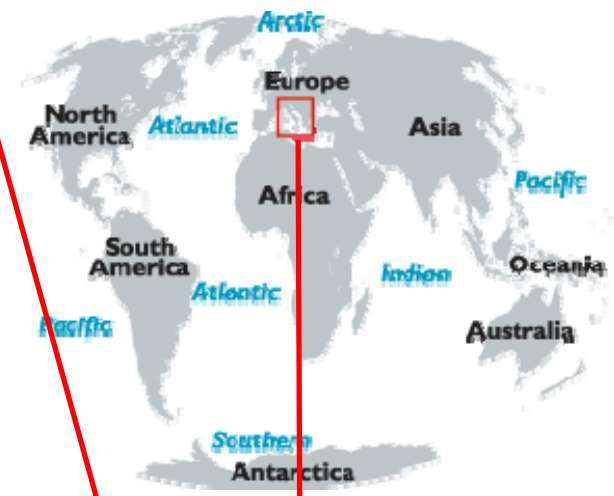 Arctic
Europe
North
America
Atlantic
Asia
Pacific
Africa
South
America
Atlantic
Indian
Oceania
Pacific
Australia
Southern
Antarctica